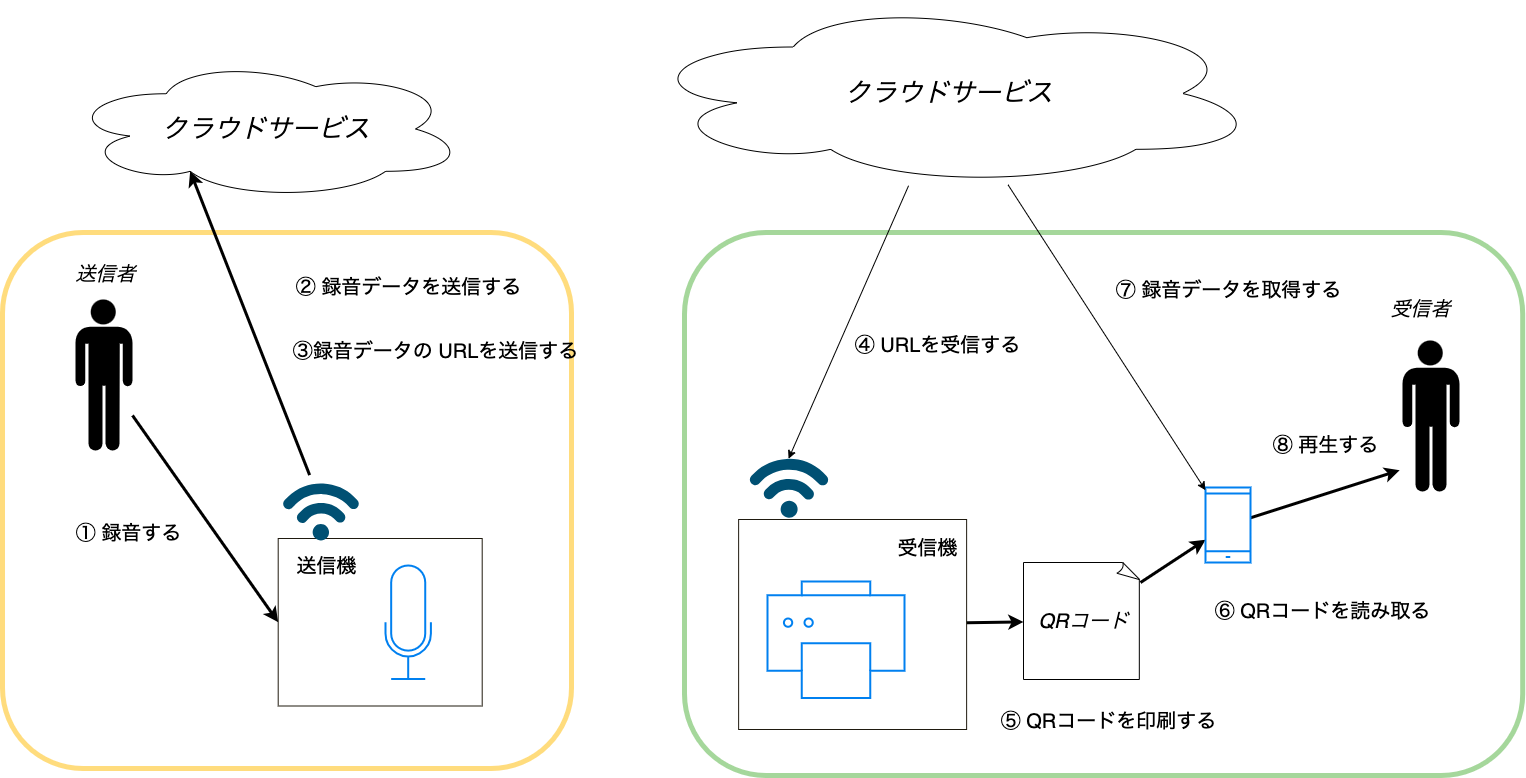 クラウドサービス
送信者
② 録音データを送信する
③録音データの URLを送信する
① 録音する
送信機
クラウドサービス
⑦ 録音データを取得する
受信者
④ URLを受信する
⑧ 再生する
受信機
QRコード
⑥ QRコードを読み取る
⑤ QRコードを印刷する